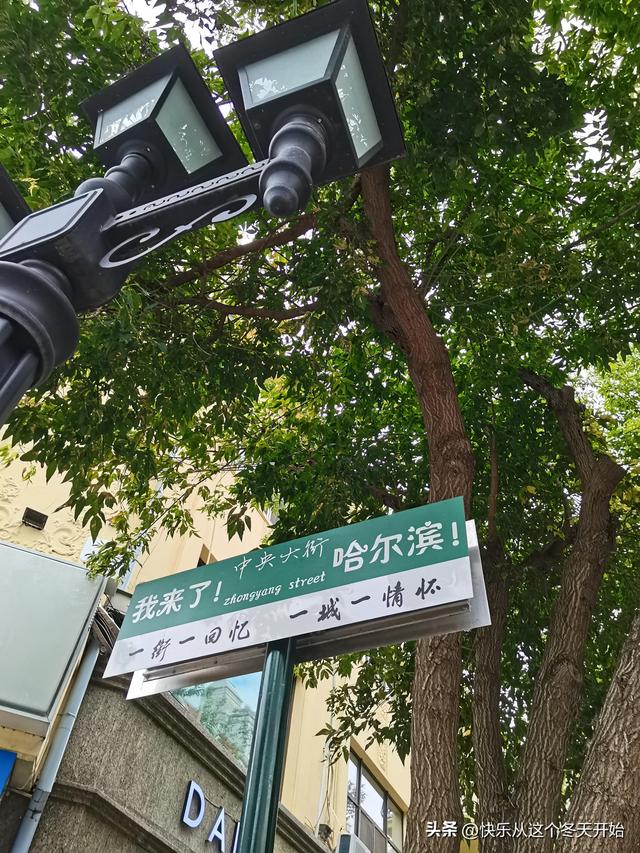 我来了! 中央大街 哈尔滨!
zhongyang street
一街一回忆 一城一情怀
DA
头条 @快乐从这个冬天开始